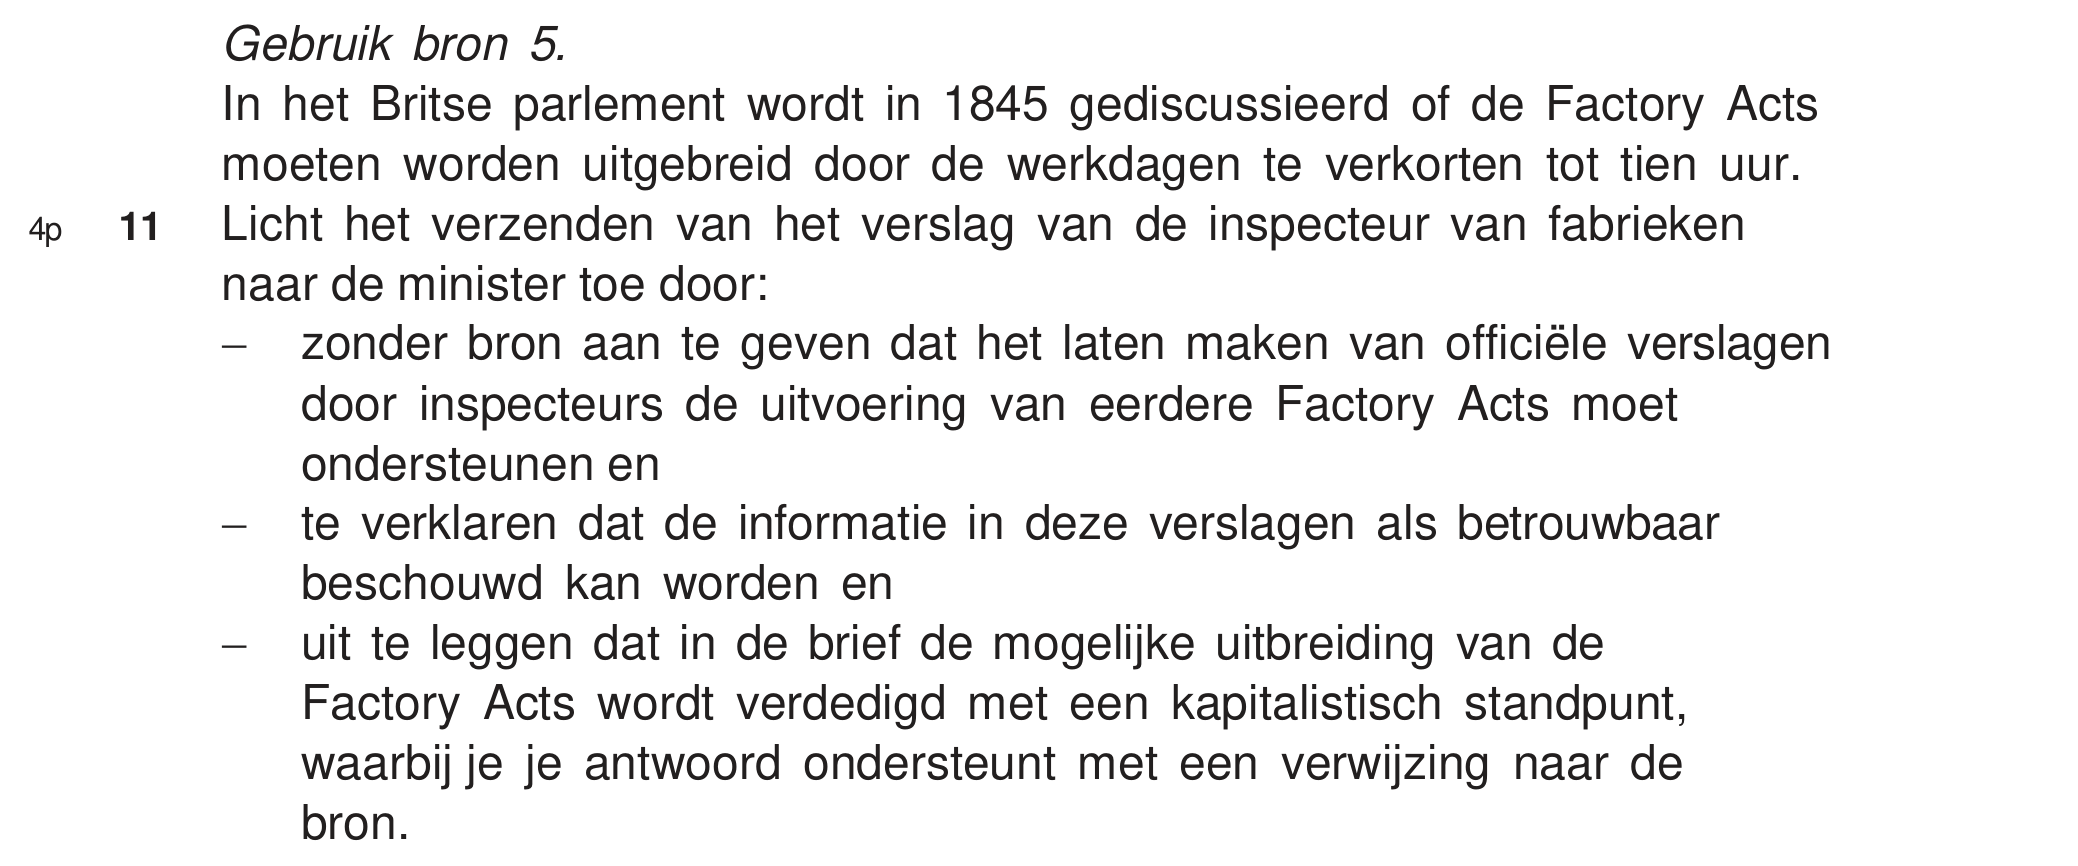 Gebruik bron 5.
In het Britse parlement wordt in 1845 gediscussieerd of de Factory Acts
moeten worden uitgebreid door de werkdagen te verkorten tot tien uur.
4p 11 Licht het verzenden van het verslag van de inspecteur van fabrieken
naar de minister toe door:
– zonder bron aan te geven dat het laten maken van officiële verslagen
door inspecteurs de uitvoering van eerdere Factory Acts moet
ondersteunen en
– te verklaren dat de informatie in deze verslagen als betrouwbaar
beschouwd kan worden en
– uit te leggen dat in de brief de mogelijke uitbreiding van de
Factory Acts wordt verdedigd met een kapitalistisch standpunt,
waarbij je je antwoord ondersteunt met een verwijzing naar de
bron.